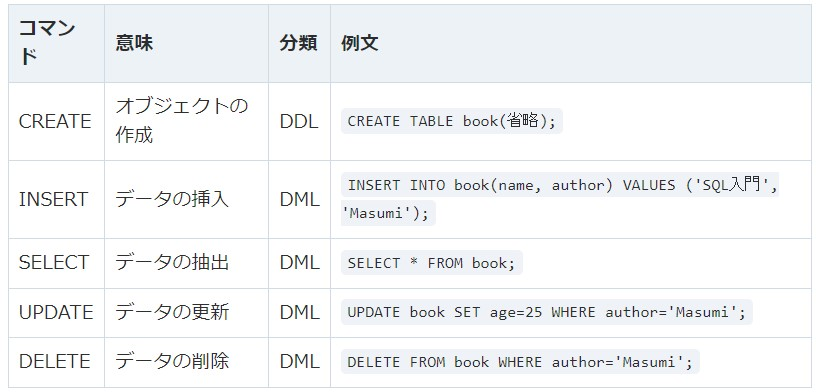 コマンド 意味 分類 例文
CREATE オブジェクトの作成 DDL CREATE TABLE book(省略);
INSERT データの挿入 DML INSERT INTO book(name, author) VALUES ('SQL入門',
'Masumi');
SELECT データの抽出 DML SELECT * FROM book;
UPDATE データの更新 DML UPDATE book SET age=25 WHERE author='Masumi';
DELETE データの削除 DML DELETE FROM book WHERE author='Masumi';